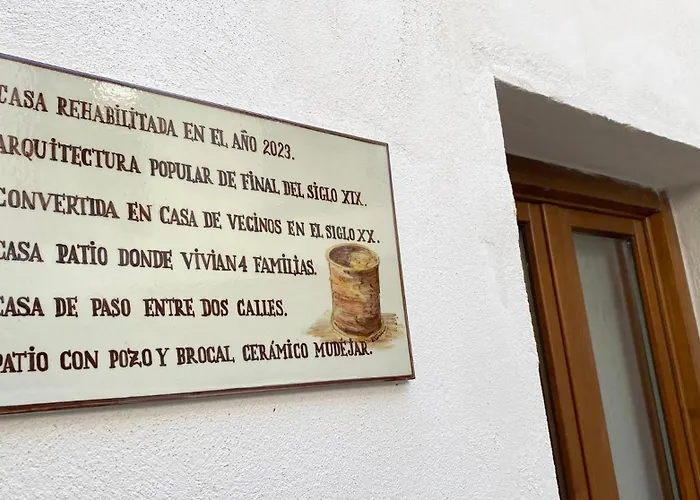 CASA REHABILITADA EN EL AÑO 2023.
ARQUITECTURA POPULAR DE FINAL DEL SIGLO XIX.
CONVERTIDA EN CASA DE VECINOS EN EL SIGLO XX.
CASA PATIO DONDE VIVIAN 4 FAMILIAS.
CASA DE PASO ENTRE DOS CALLES.
PATIO CON POZO Y BROCAL CERÁMICO MUDÉJAR.